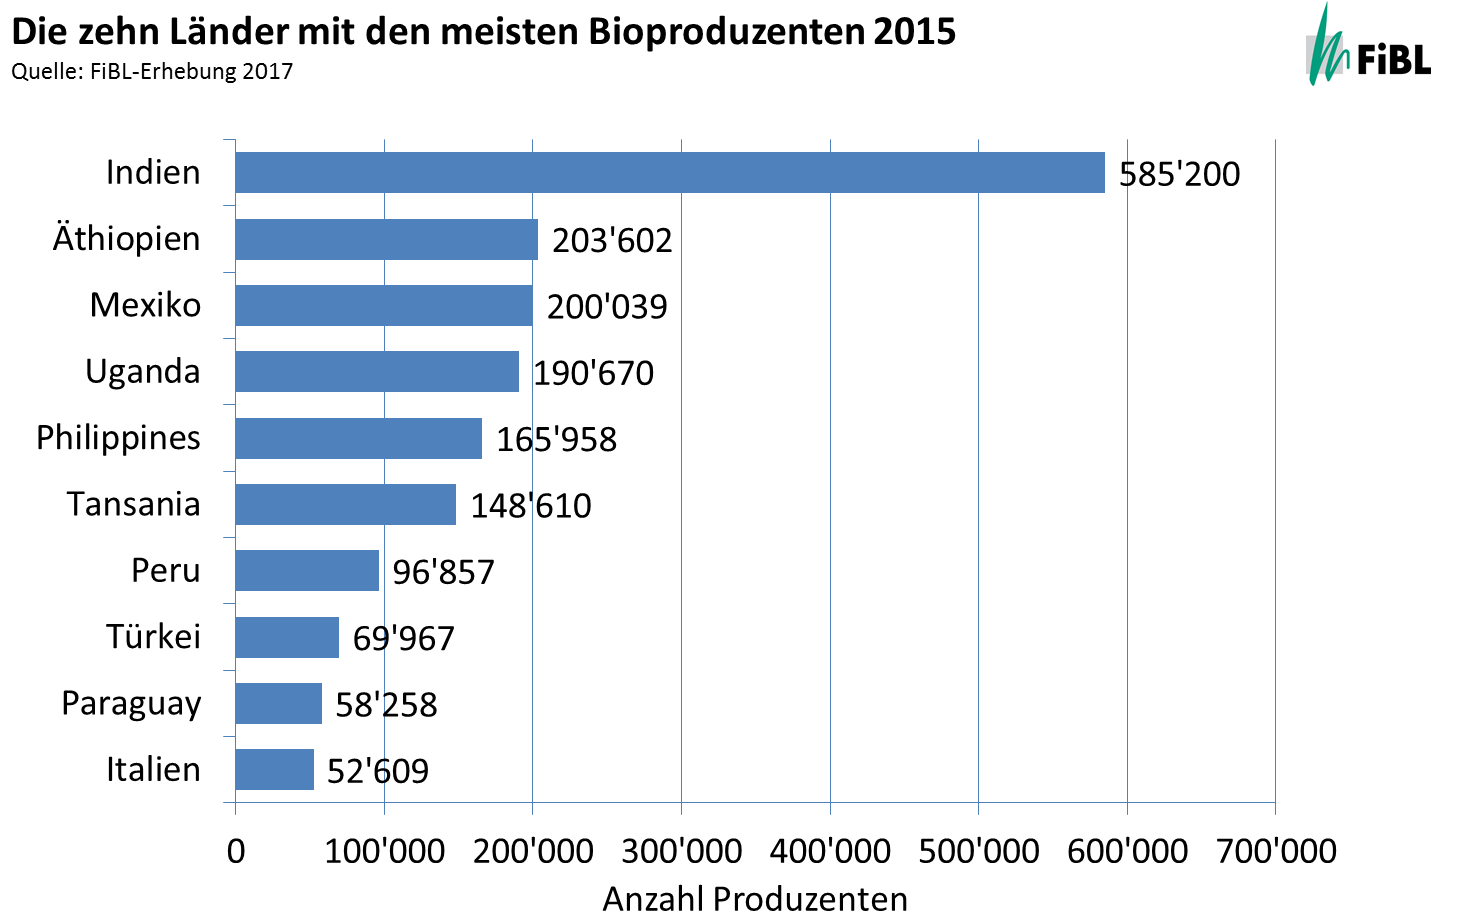 Die zehn Länder mit den meisten Bioproduzenten 2015
Quelle: FiBL-Erhebung 2017
FiBL
Indien 585'200
Äthiopien 203'602
Mexiko 200'039
Uganda 190'670
Philippines 165'958
Tansania 148'610
Peru 96'857
Türkei 69'967
Paraguay 58'258
Italien 52'609
0 100'000 200'000 300'000 400'000 500'000 600'000 700'000
Anzahl Produzenten